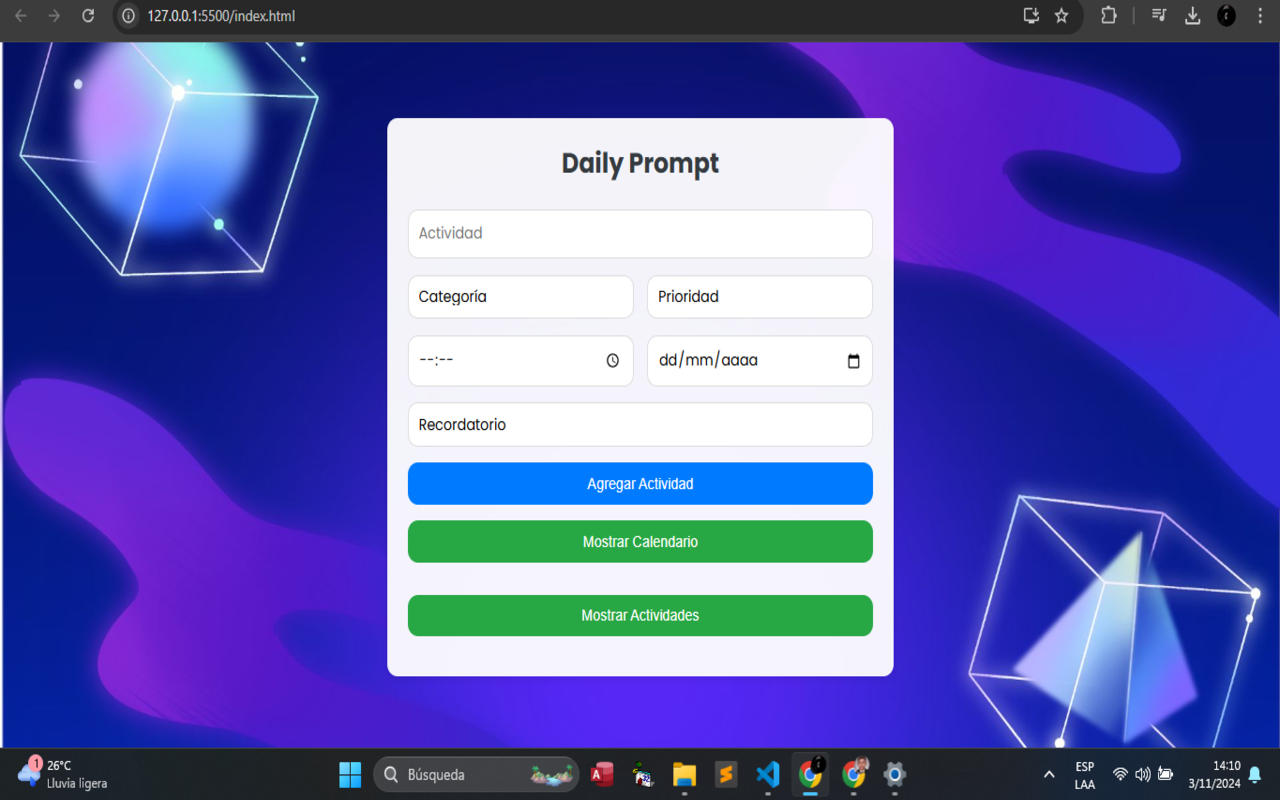 127.0.0.1:5500/index.html
Daily Prompt
Actividad
Categoría
Prioridad
--:--
dd/mm/aaaa
Recordatorio
Agregar Actividad
Mostrar Calendario
Mostrar Actividades
1
26°C
Lluvia ligera
Búsqueda
A
ESP
LAA
14:10
3/11/2024